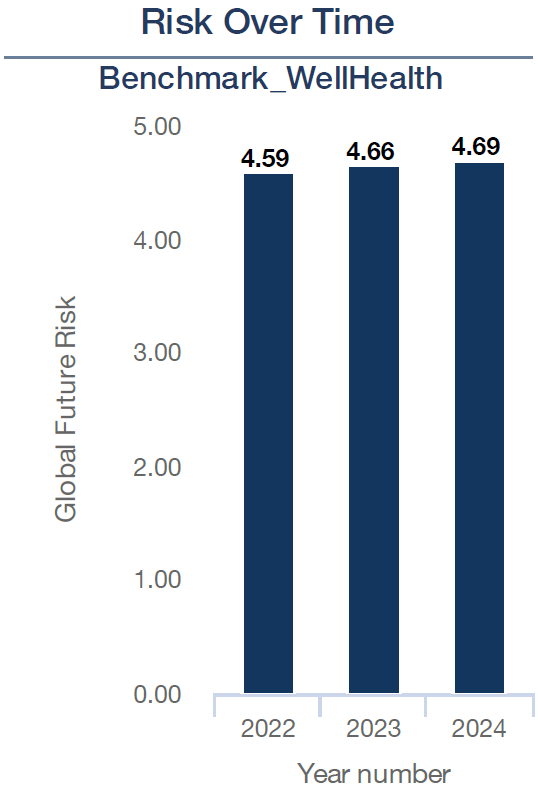 Risk Over Time
Benchmark_WellHealth
5.00
4.59
4.66
4.69
4.00
3.00
2.00
1.00
0.00
Global Future Risk
2022 2023 2024
Year number